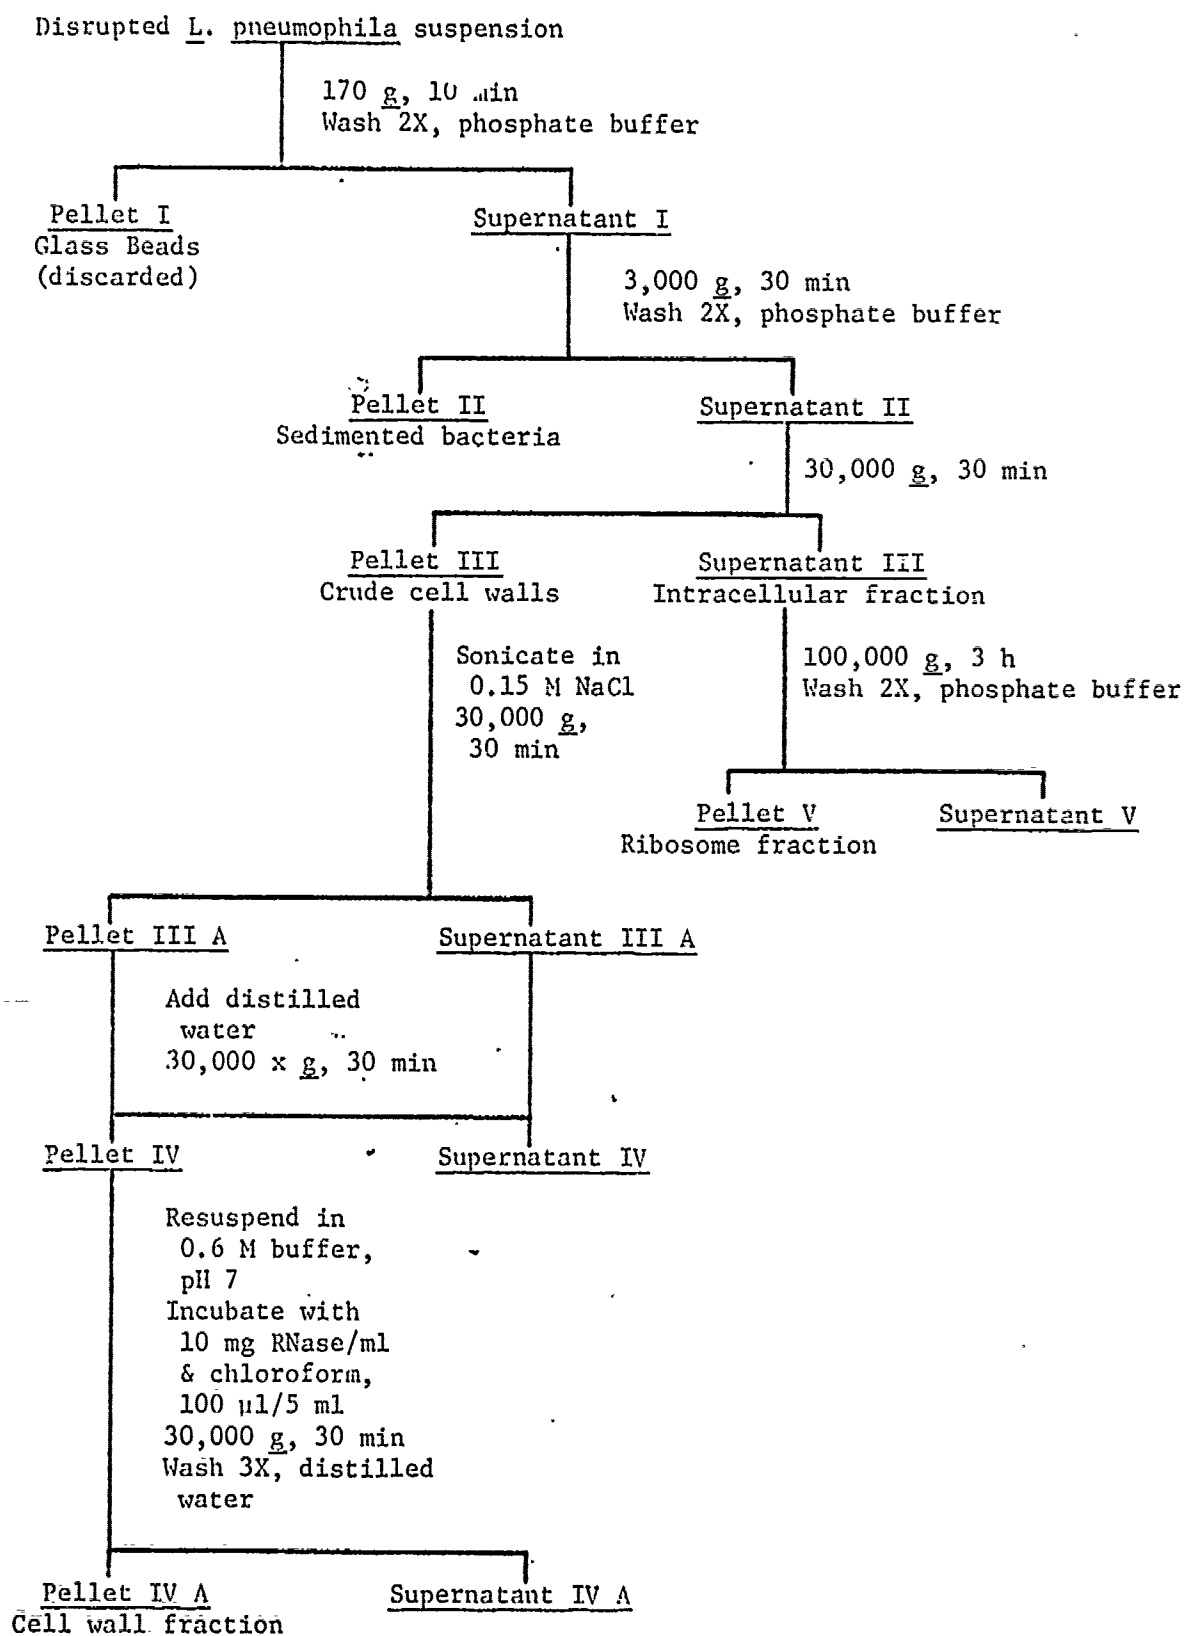 Disrupted L. pneumophila suspension
170 g, 10 min
Wash 2X, phosphate buffer
Pellet I
Glass Beads
(discarded)
Supernatant I
3,000 g, 30 min
Wash 2X, phosphate buffer
Pellet II
Sedimented bacteria
Supernatant II
30,000 g, 30 min
Pellet III
Crude cell walls
Supernatant III
Intracellular fraction
Sonicate in
0.15 M NaCl
30,000 g,
30 min
100,000 g, 3 h
Wash 2X, phosphate buffer
Pellet V
Ribosome fraction
Supernatant V
Pellet III A
Supernatant III A
Add distilled
water
30,000 x g, 30 min
Pellet IV
Supernatant IV
Resuspend in
0.6 M buffer,
pH 7
Incubate with
10 mg RNase/ml
& chloroform,
100 µl/5 ml
30,000 g, 30 min
Wash 3X, distilled
water
Pellet IV A
Cell wall fraction
Supernatant IV A